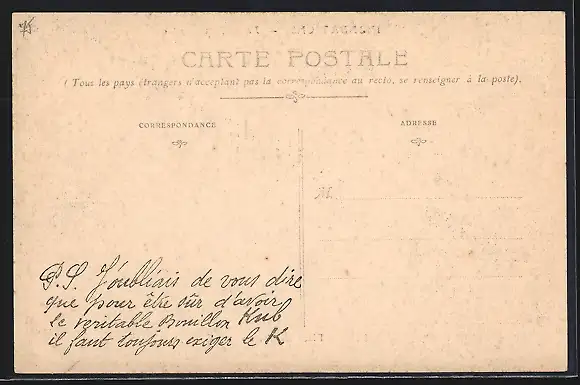 CARTE POSTALE
(Tous les pays étrangers n'acceptant pas la correspondance au recto, se renseigner à la poste).
CORRESPONDANCE
ADRESSE
M
P.S. J'oubliais de vous dire
que pour être sûr d'avoir
le veritable Bouillon Kub
il faut toujours exiger le K